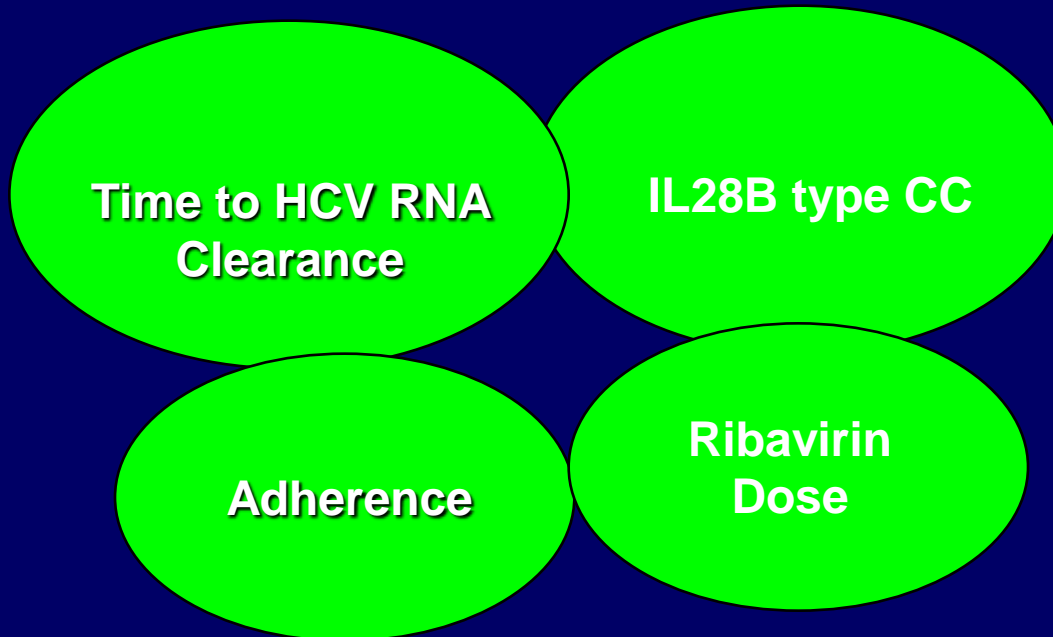 Time to HCV RNA
Clearance
IL28B type CC
Adherence
Ribavirin
Dose